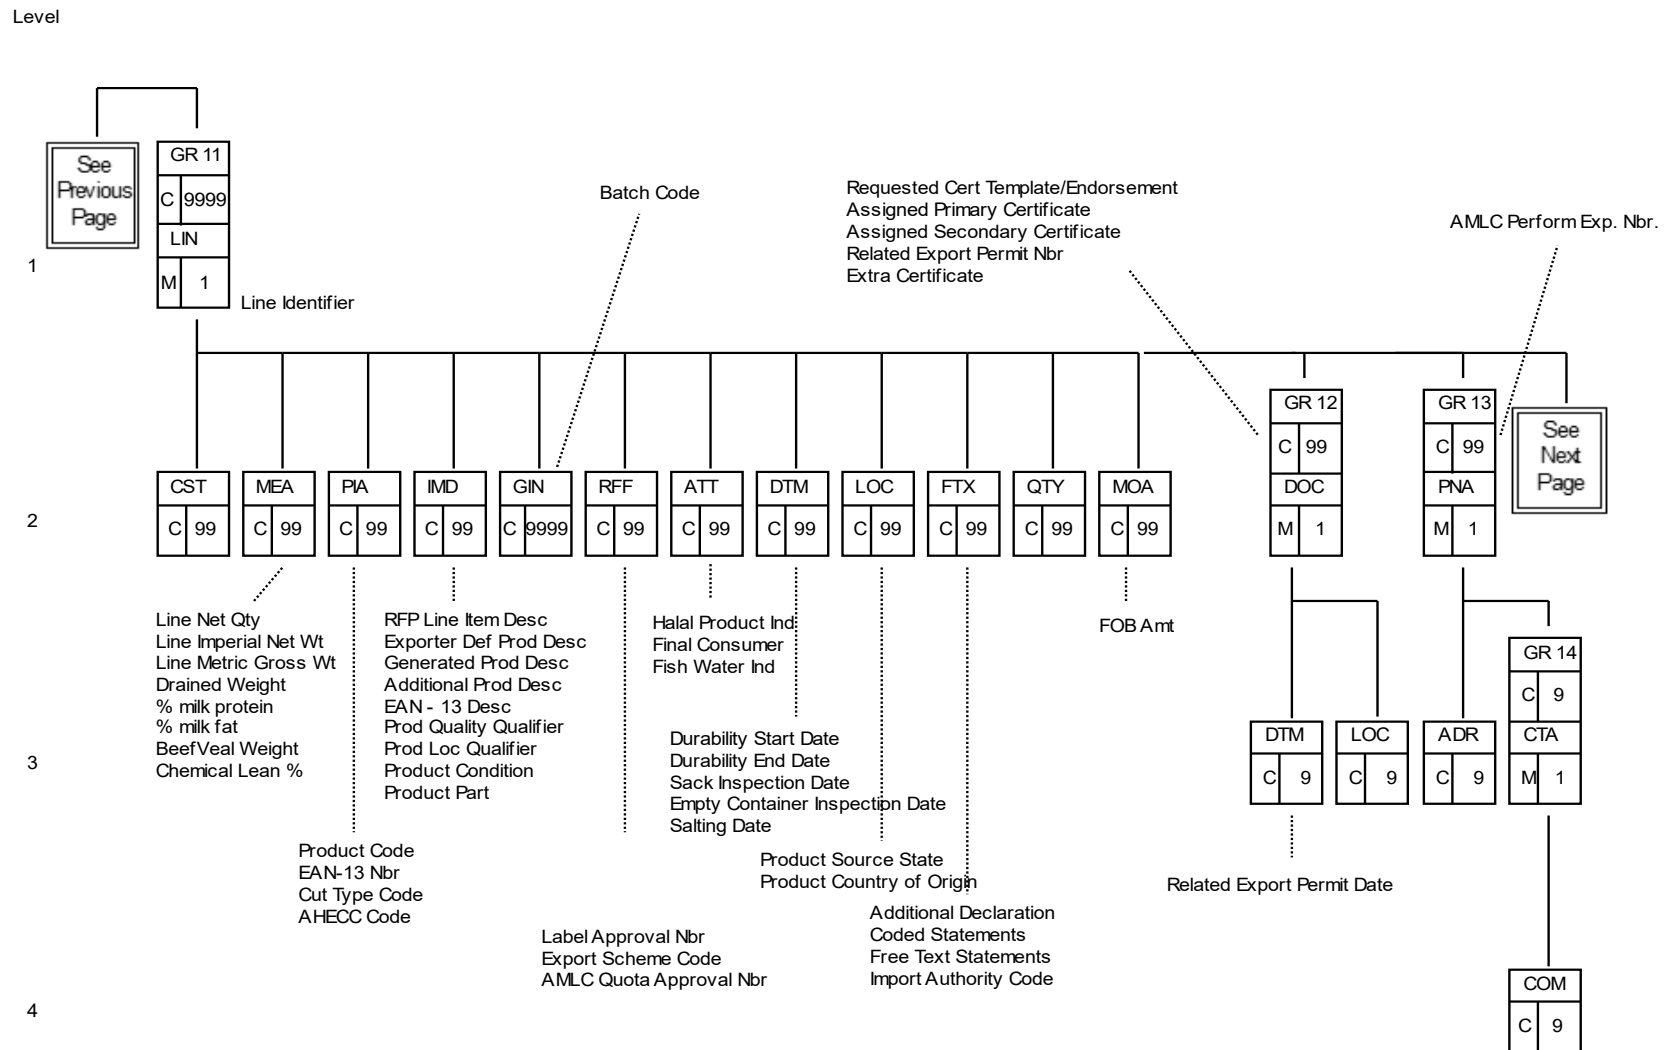 Level
See
Previous
Page
GR 11
C 9999
LIN
M 1
Line Identifier
1
Batch Code
Requested Cert Template/Endorsement
Assigned Primary Certificate
Assigned Secondary Certificate
Related Export Permit Nbr
Extra Certificate
AMLC Perform Exp. Nbr.
GR 12
C 99
DOC
M 1
GR 13
C 99
PNA
M 1
See
Next
Page
2
CST
C 99
MEA
C 99
PIA
C 99
IMD
C 99
GIN
C 9999
RFF
C 99
ATT
C 99
DTM
C 99
LOC
C 99
FTX
C 99
QTY
C 99
MOA
C 99
Line Net Qty
Line Imperial Net Wt
Line Metric Gross Wt
Drained Weight
% milk protein
% milk fat
BeefVeal Weight
Chemical Lean %
RFP Line Item Desc
Exporter Def Prod Desc
Generated Prod Desc
Additional Prod Desc
EAN - 13 Desc
Prod Quality Qualifier
Prod Loc Qualifier
Product Condition
Product Part
Halal Product Ind
Final Consumer
Fish Water Ind
FOB Amt
Durability Start Date
Durability End Date
Sack Inspection Date
Empty Container Inspection Date
Salting Date
3
DTM
C 9
LOC
C 9
ADR
C 9
GR 14
C 9
CTA
M 1
Product Code
EAN-13 Nbr
Cut Type Code
AHECC Code
Product Source State
Product Country of Origin
Related Export Permit Date
Label Approval Nbr
Export Scheme Code
AMLC Quota Approval Nbr
Additional Declaration
Coded Statements
Free Text Statements
Import Authority Code
4
COM
C 9